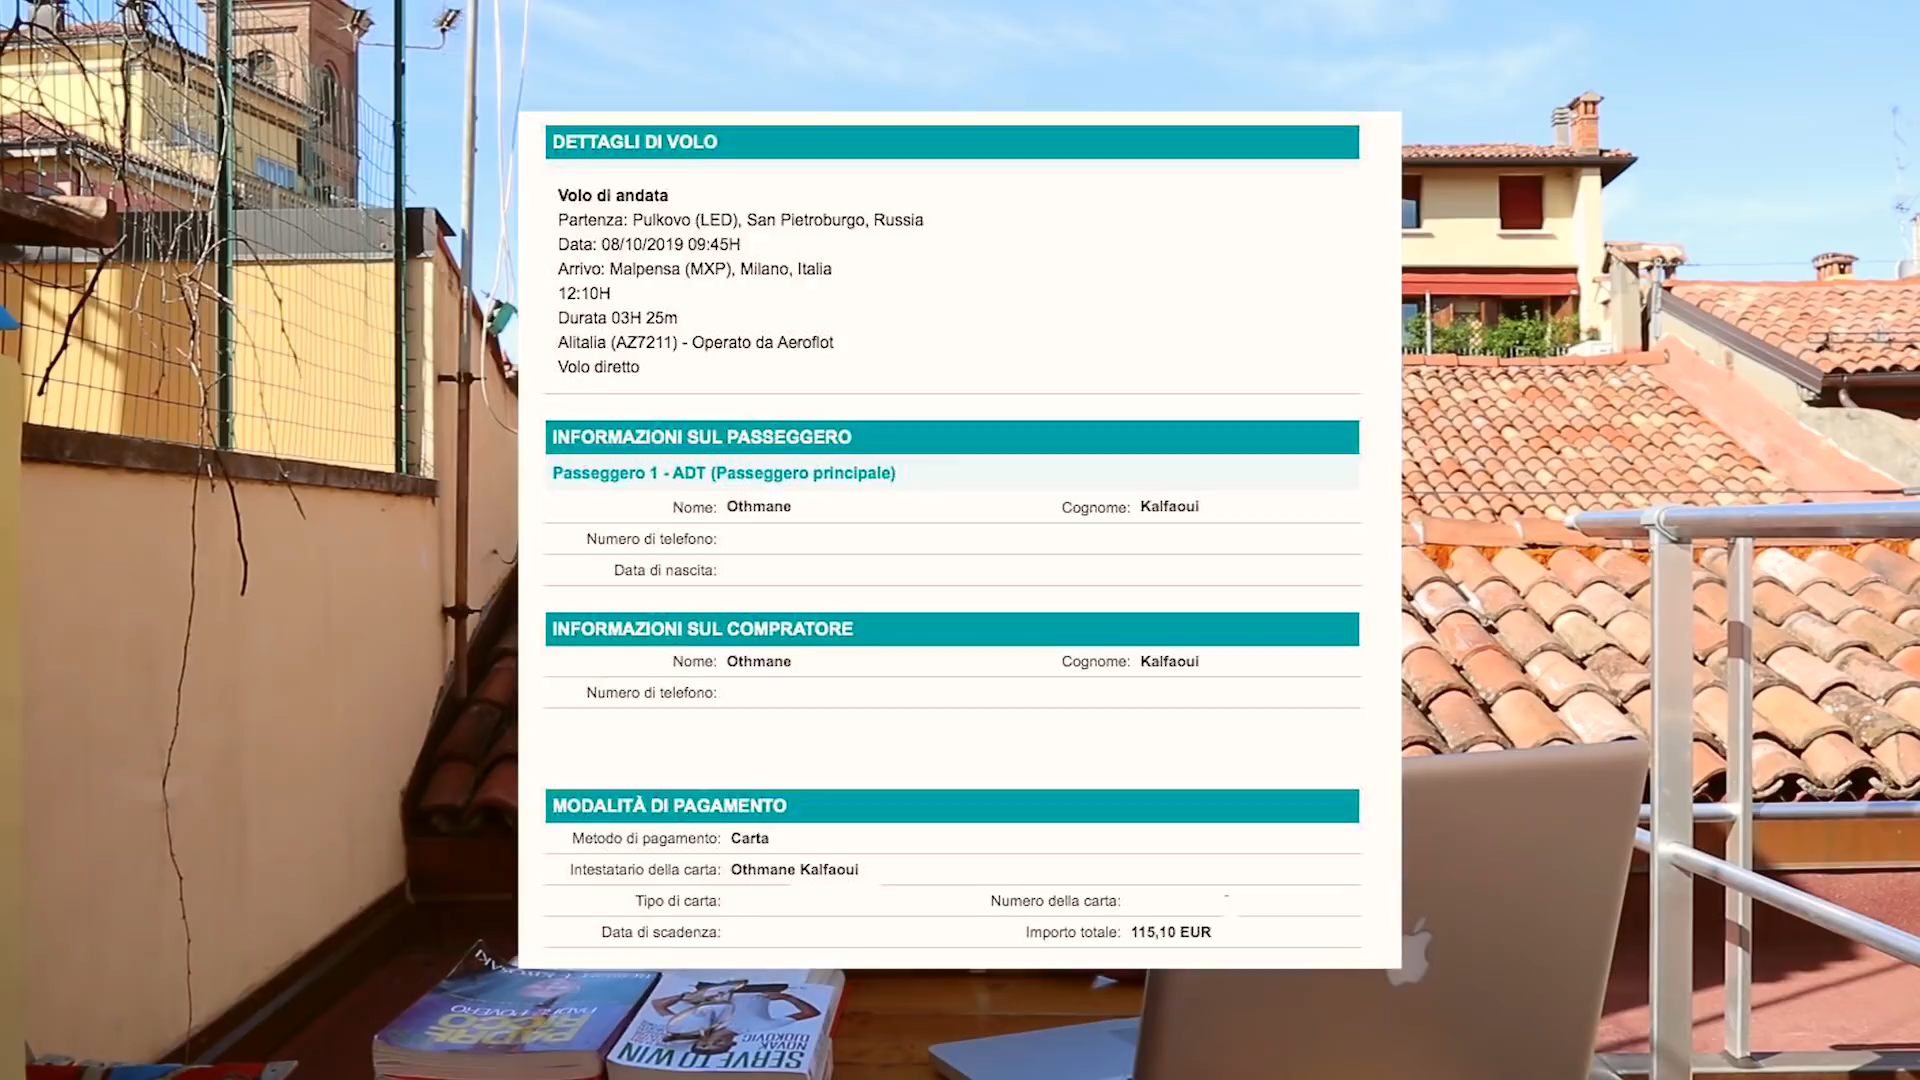 DETTAGLI DI VOLO
Volo di andata
Partenza: Pulkovo (LED), San Pietroburgo, Russia
Data: 08/10/2019 09:45H
Arrivo: Malpensa (MXP), Milano, Italia
12:10H
Durata 03H 25m
Alitalia (AZ7211) - Operato da Aeroflot
Volo diretto
INFORMAZIONI SUL PASSEGGERO
Passeggero 1 - ADT (Passeggero principale)
Nome: Othmane Cognome: Kalfaoui
Numero di telefono:
Data di nascita:
INFORMAZIONI SUL COMPRATORE
Nome: Othmane Cognome: Kalfaoui
Numero di telefono:
MODALITÀ DI PAGAMENTO
Metodo di pagamento: Carta
Intestatario della carta: Othmane Kalfaoui
Tipo di carta: Numero della carta:
Data di scadenza: Importo totale: 115,10 EUR
PADRE
RICCO
PADRE POVERO
SERVE TO WIN
NOVAK
DJOKOVIC